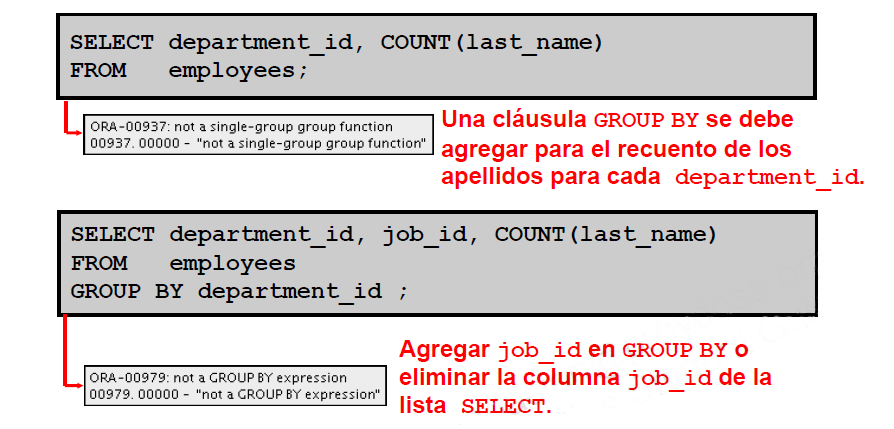 SELECT department_id, COUNT(last_name)
FROM employees;
ORA-00937: not a single-group group function
00937. 00000 - "not a single-group group function"
Una cláusula GROUP BY se debe
agregar para el recuento de los
apellidos para cada department_id.
SELECT department_id, job_id, COUNT(last_name)
FROM employees
GROUP BY department_id ;
ORA-00979: not a GROUP BY expression
00979. 00000 - "not a GROUP BY expression"
Agregar job_id en GROUP BY o
eliminar la columna job_id de la
lista SELECT.